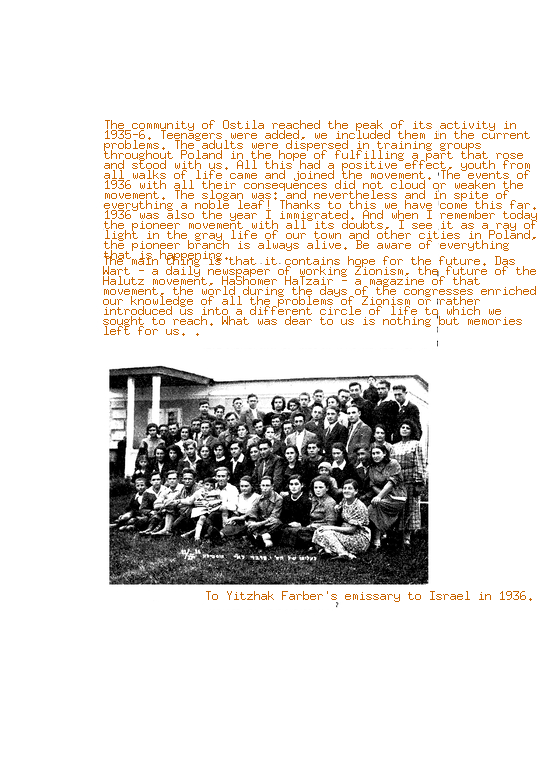 The community of Ostila reached the peak of its activity in
1935-6. Teenagers were added, we included them in the current
problems. The adults were dispersed in training groups
throughout Poland in the hope of fulfilling a part that rose
and stood with us. All this had a positive effect, youth from
all walks of life came and joined the movement. The events of
1936 with all their consequences did not cloud or weaken the
movement. The slogan was: and nevertheless and in spite of
everything a noble leaf! Thanks to this we have come this far.
1936 was also the year I immigrated. And when I remember today
the pioneer movement with all its doubts, I see it as a ray of
light in the gray life of our town and other cities in Poland,
the pioneer branch is always alive. Be aware of everything
that is happening.
The main thing is that it contains hope for the future. Das
Wart - a daily newspaper of working Zionism, the future of the
Halutz movement, HaShomer HaTzair - a magazine of that
movement, the world during the days of the congresses enriched
our knowledge of all the problems of Zionism or rather
introduced us into a different circle of life to which we
sought to reach. What was dear to us is nothing but memories
left for us. .
To Yitzhak Farber's emissary to Israel in 1936.